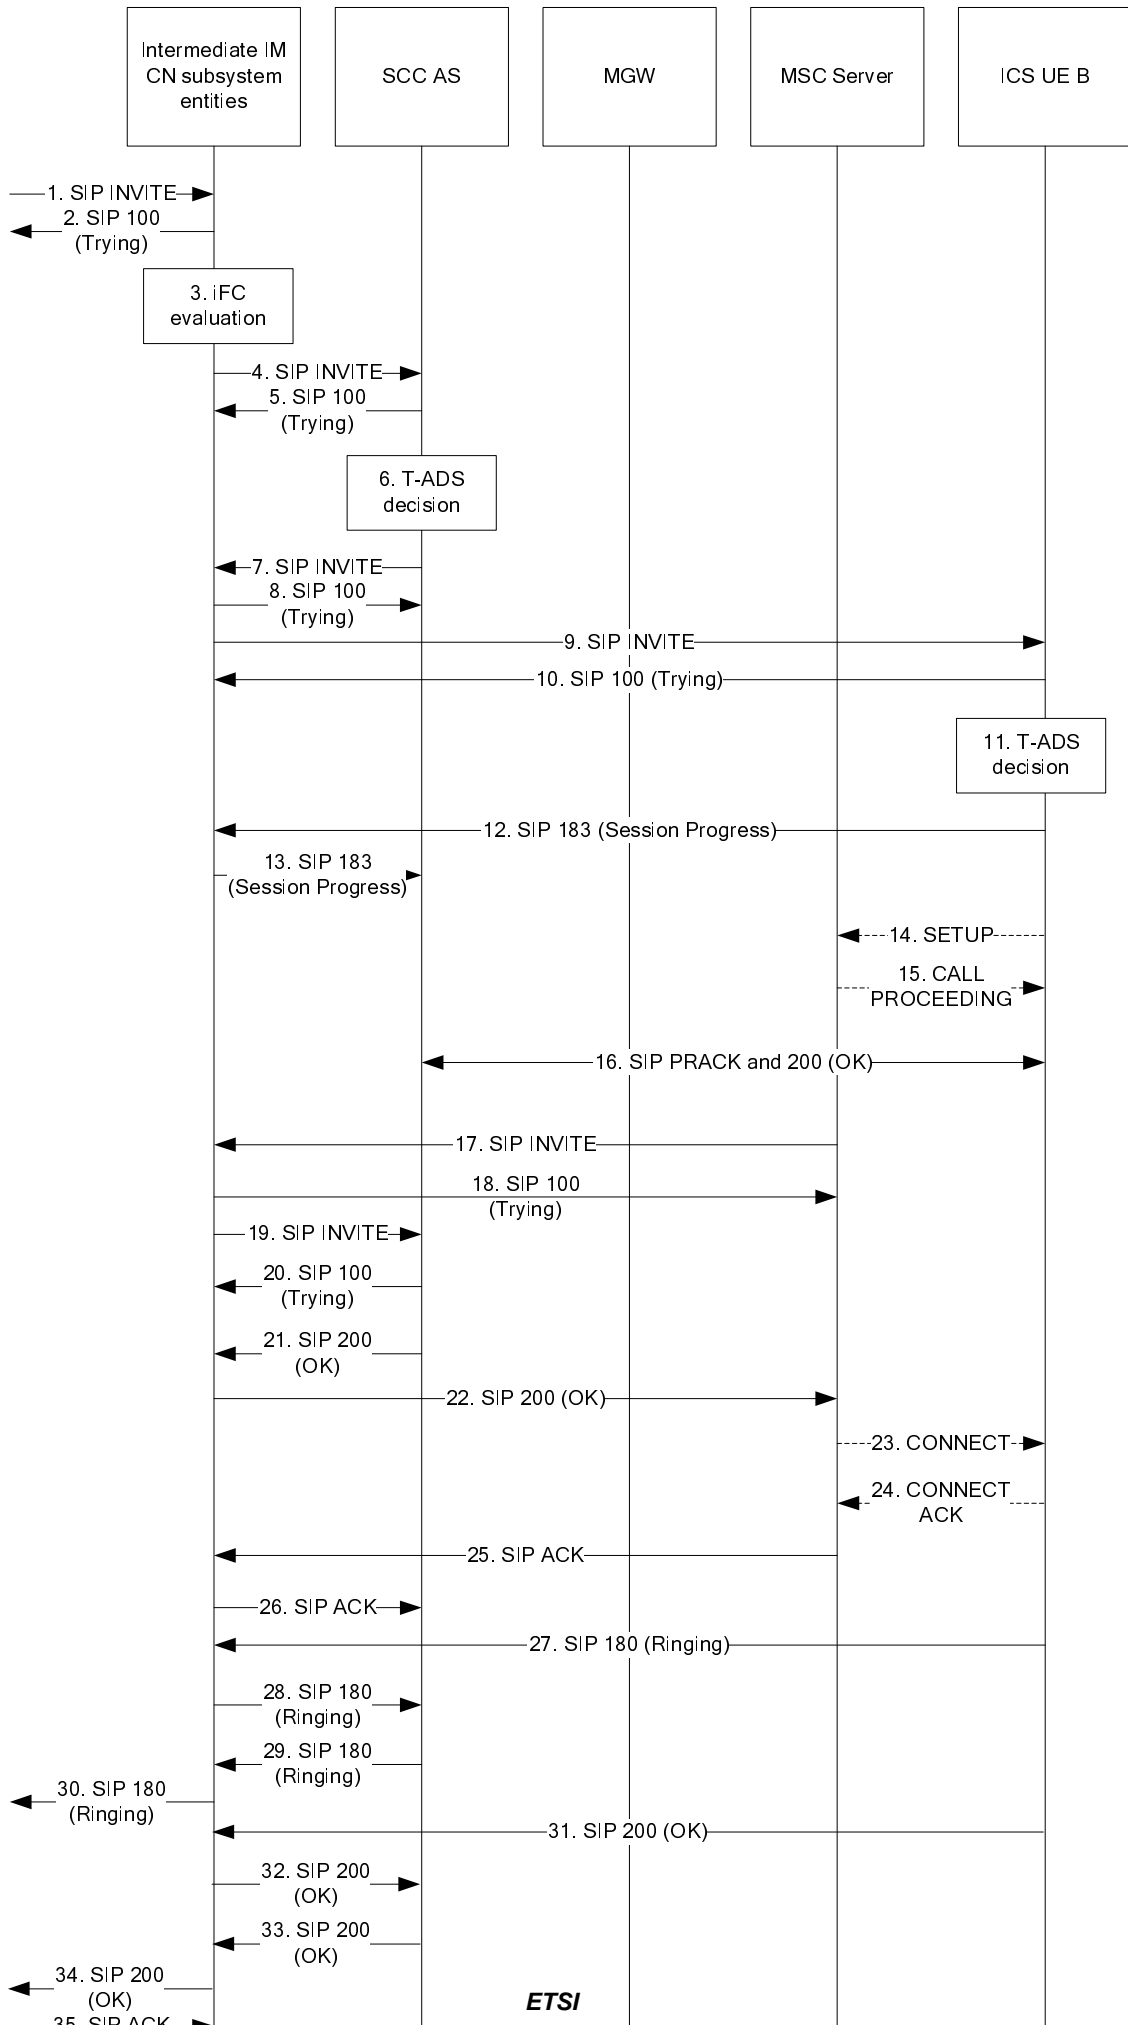 Intermediate IM
CN subsystem
entities
SCC AS
MGW
MSC Server
ICS UE B
1. SIP INVITE
2. SIP 100
(Trying)
3. iFC
evaluation
4. SIP INVITE
5. SIP 100
(Trying)
6. T-ADS
decision
7. SIP INVITE
8. SIP 100
(Trying)
9. SIP INVITE
10. SIP 100 (Trying)
11. T-ADS
decision
12. SIP 183 (Session Progress)
13. SIP 183
(Session Progress)
14. SETUP
15. CALL
PROCEEDING
16. SIP PRACK and 200 (OK)
17. SIP INVITE
18. SIP 100
(Trying)
19. SIP INVITE
20. SIP 100
(Trying)
21. SIP 200
(OK)
22. SIP 200 (OK)
23. CONNECT
24. CONNECT
ACK
25. SIP ACK
26. SIP ACK
27. SIP 180 (Ringing)
28. SIP 180
(Ringing)
29. SIP 180
(Ringing)
30. SIP 180
(Ringing)
31. SIP 200 (OK)
32. SIP 200
(OK)
33. SIP 200
(OK)
34. SIP 200
(OK)
ETSI
35. SIP ACK